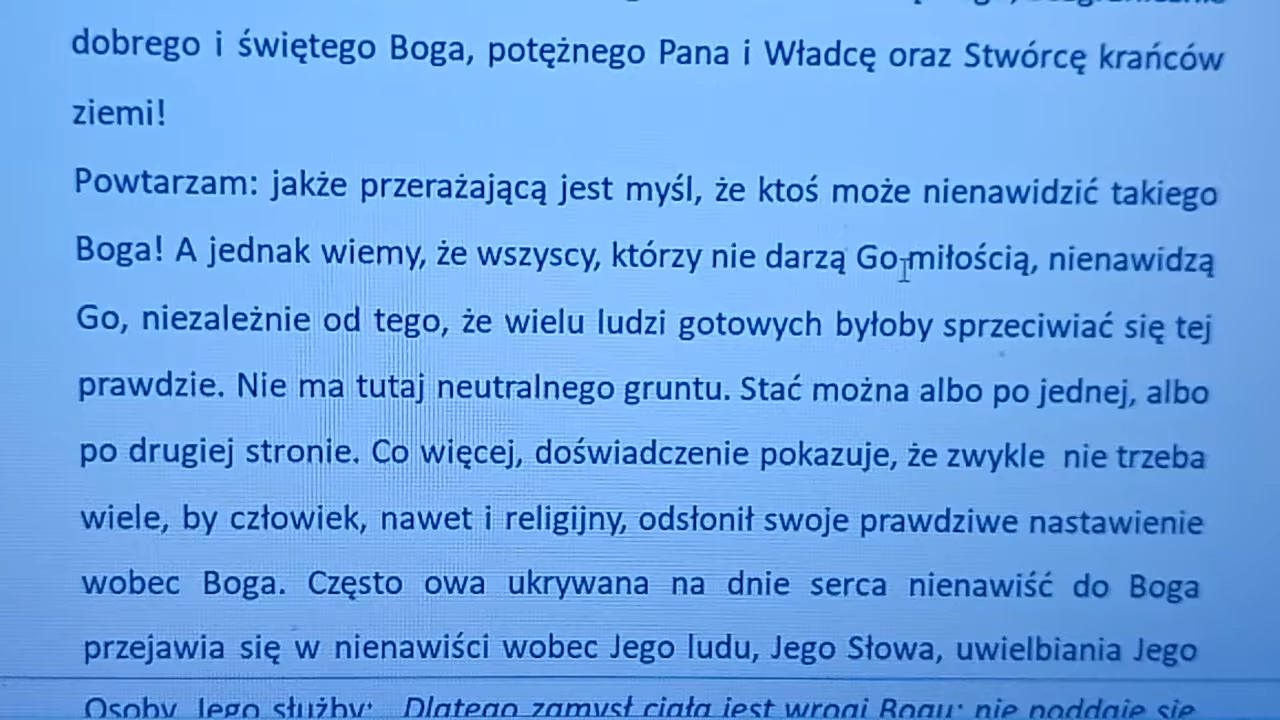 dobrego i świętego Boga, potężnego Pana i Władcę oraz Stwórcę krańców
ziemi!
Powtarzam: jakże przerażającą jest myśl, że ktoś może nienawidzić takiego
Boga! A jednak wiemy, że wszyscy, którzy nie darzą Go miłością, nienawidzą
Go, niezależnie od tego, że wielu ludzi gotowych byłoby sprzeciwiać się tej
prawdzie. Nie ma tutaj neutralnego gruntu. Stać można albo po jednej, albo
po drugiej stronie. Co więcej, doświadczenie pokazuje, że zwykle  nie trzeba
wiele, by człowiek, nawet i religijny, odsłonił swoje prawdziwe nastawienie
wobec Boga. Często owa ukrywana na dnie serca nienawiść do Boga
przejawia się w nienawiści wobec Jego ludu, Jego Słowa, uwielbiania Jego
Osoby, Jego służby:  Dlatego zamysł ciała jest wrogi Bogu; nie poddaje się